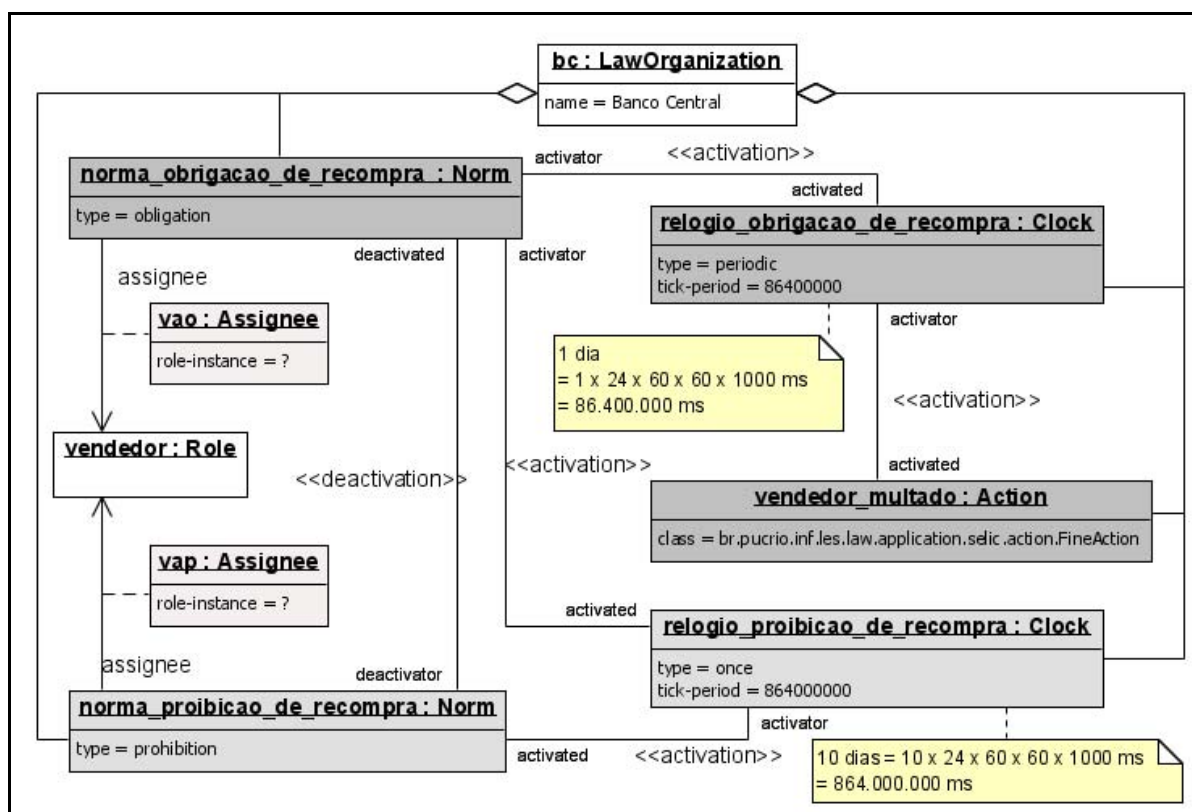 bc : LawOrganization
name = Banco Central
activator
<<activation>>
norma_obrigacao_de_recompra : Norm
type = obligation
activated
relogio_obrigacao_de_recompra : Clock
type = periodic
tick-period = 86400000
deactivated
activator
assignee
vao : Assignee
role-instance = ?
activator
1 dia
= 1 x 24 x 60 x 60 x 1000 ms
= 86.400.000 ms
<<activation>>
vendedor : Role
<<deactivation>>
<<activation>>
activated
vendedor_multado : Action
class = br.pucrio.inf.les.law.application.selic.action.FineAction
vap : Assignee
role-instance = ?
activated
relogio_proibicao_de_recompra : Clock
type = once
tick-period = 864000000
assignee
deactivator
norma_proibicao_de_recompra : Norm
type = prohibition
activator
activated
<<activation>>
10 dias = 10 x 24 x 60 x 60 x 1000 ms
= 864.000.000 ms